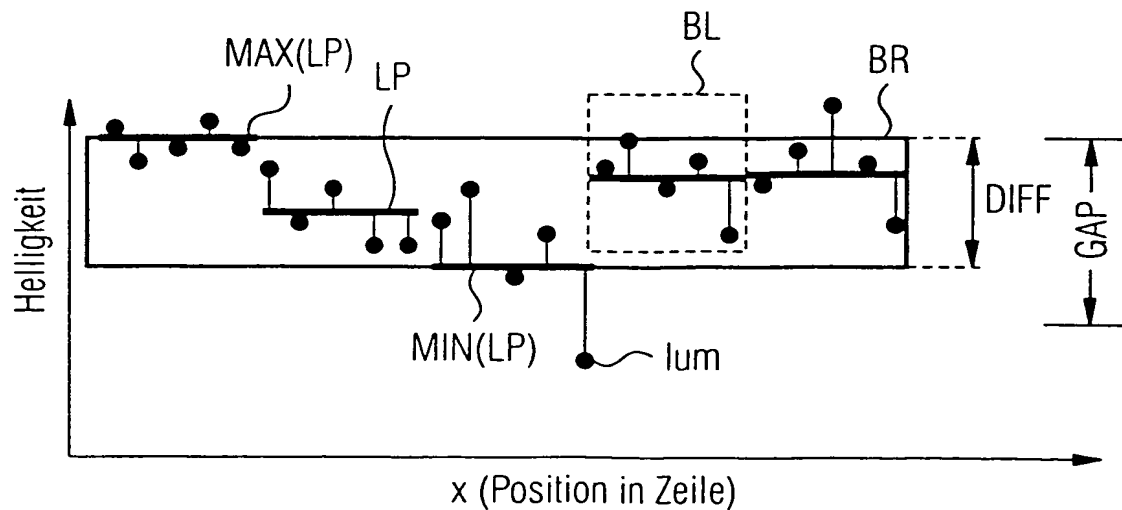 BL
MAX(LP)
LP
BR
Helligkeit
DIFF
GAP
MIN(LP)
lum
x (Position in Zeile)